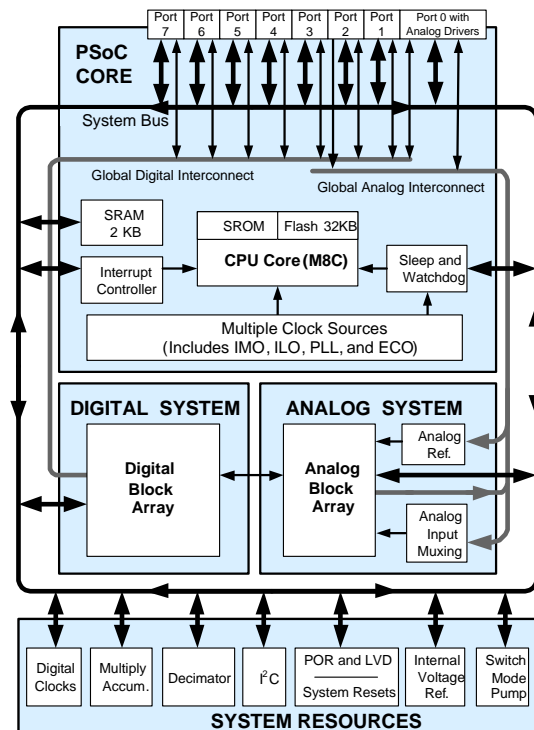 Port 7
Port 6
Port 5
Port 4
Port 3
Port 2
Port 1
Port 0 with
Analog Drivers
PSoC
CORE
System Bus
Global Digital Interconnect
Global Analog Interconnect
SRAM
2 KB
SROM
Flash 32KB
CPU Core (M8C)
Interrupt
Controller
Sleep and
Watchdog
Multiple Clock Sources
(Includes IMO, ILO, PLL, and ECO)
DIGITAL SYSTEM
Digital
Block
Array
ANALOG SYSTEM
Analog
Block
Array
Analog
Ref.
Analog
Input
Muxing
Digital
Clocks
Multiply
Accum.
Decimator
I²C
POR and LVD
System Resets
Internal
Voltage
Ref.
Switch
Mode
Pump
SYSTEM RESOURCES